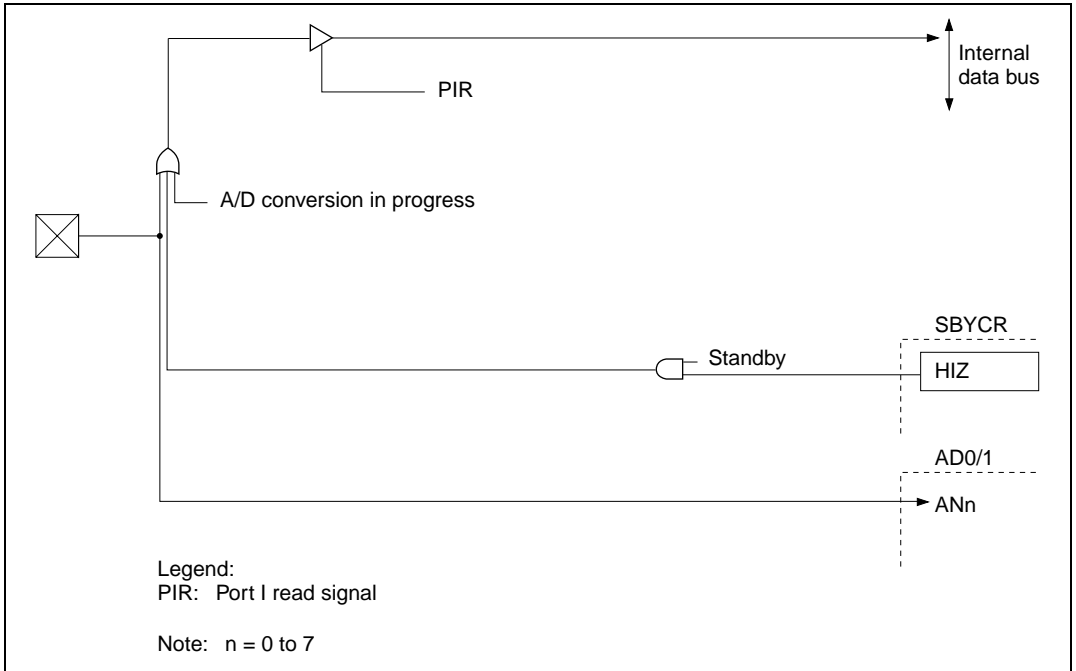 Internal
data bus
PIR
A/D conversion in progress
SBYCR
Standby
HIZ
AD0/1
ANn
Legend:
PIR: Port I read signal
Note: n = 0 to 7